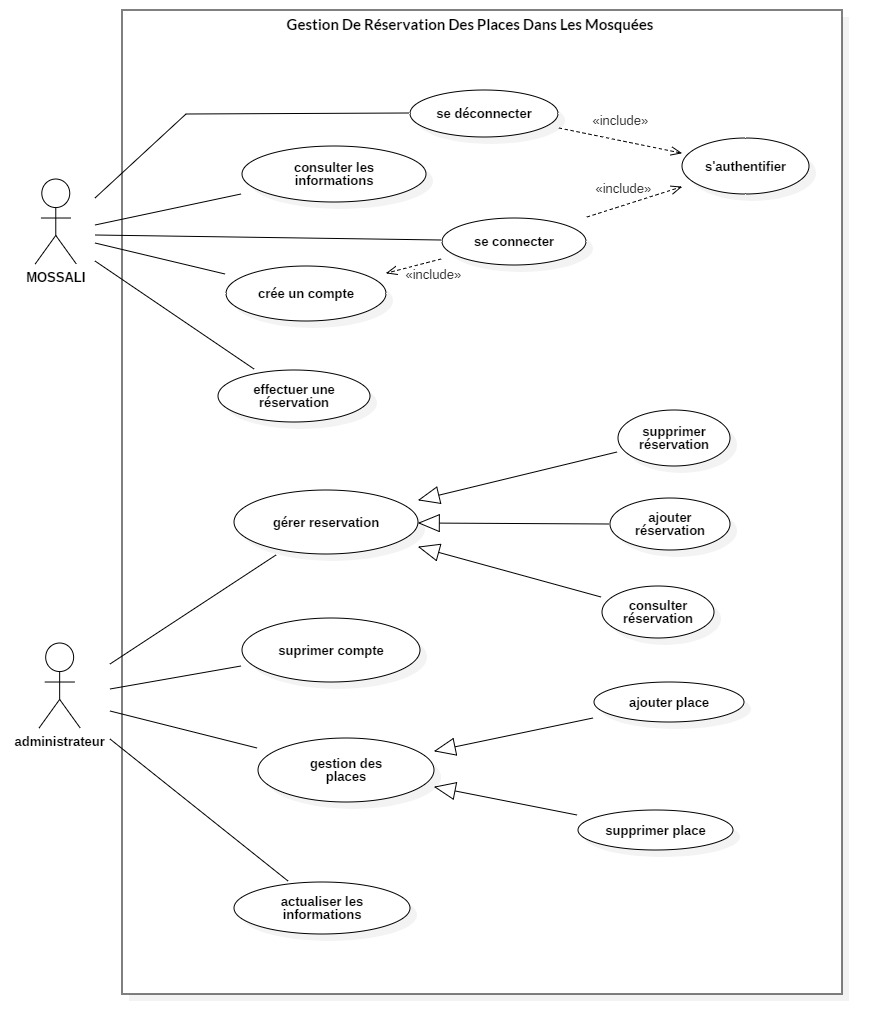 Gestion De Réservation Des Places Dans Les Mosquées
se déconnecter
«include»
s'authentifier
consulter les
informations
«include»
se connecter
«include»
MOSSALI
crée un compte
effectuer une
réservation
supprimer
réservation
gérer reservation
ajouter
réservation
consulter
réservation
suprimer compte
ajouter place
administrateur
gestion des
places
supprimer place
actualiser les
informations